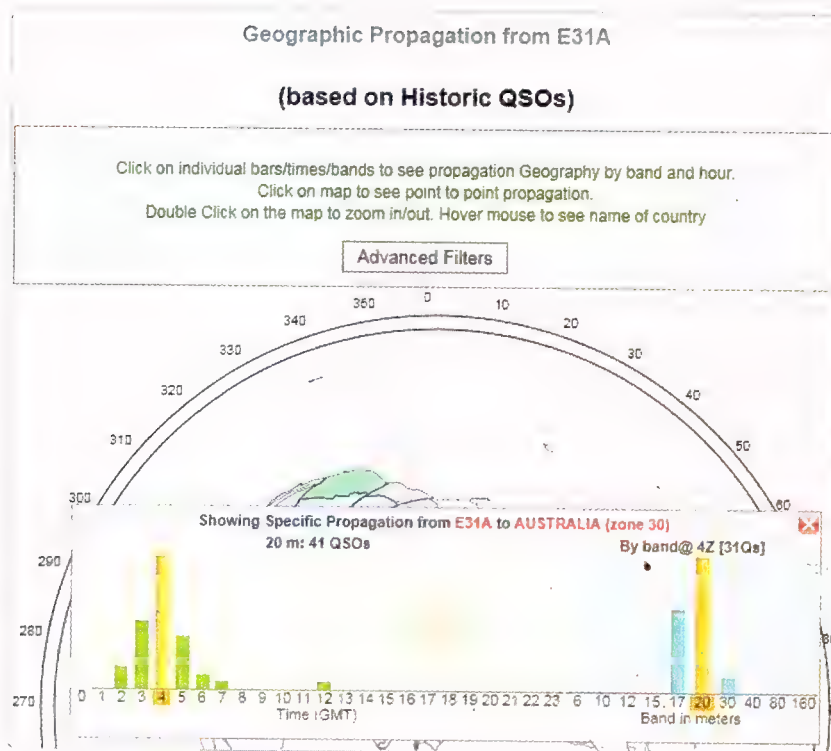 Geographic Propagation from E31A
(based on Historic QSOs)
Click on individual bars/times/bands to see propagation Geography by band and hour.
Click on map to see point to point propagation.
Double Click on the map to zoom in/out. Hover mouse to see name of country
Advanced Filters
350 0 10
340 20
330 30
320 40
310 50
300 60
Showing Specific Propagation from E31A to AUSTRALIA (zone 30)
20 m: 41 QSOs By band@ 4Z [31Qs]
290
280
270
0 1 2 3 4 5 6 7 8 9 10 11 12 13 14 15 16 17 18 19 20 21 22 23 6 10 12 15 17 20 30 40 80 160
Time (GMT) Band in meters